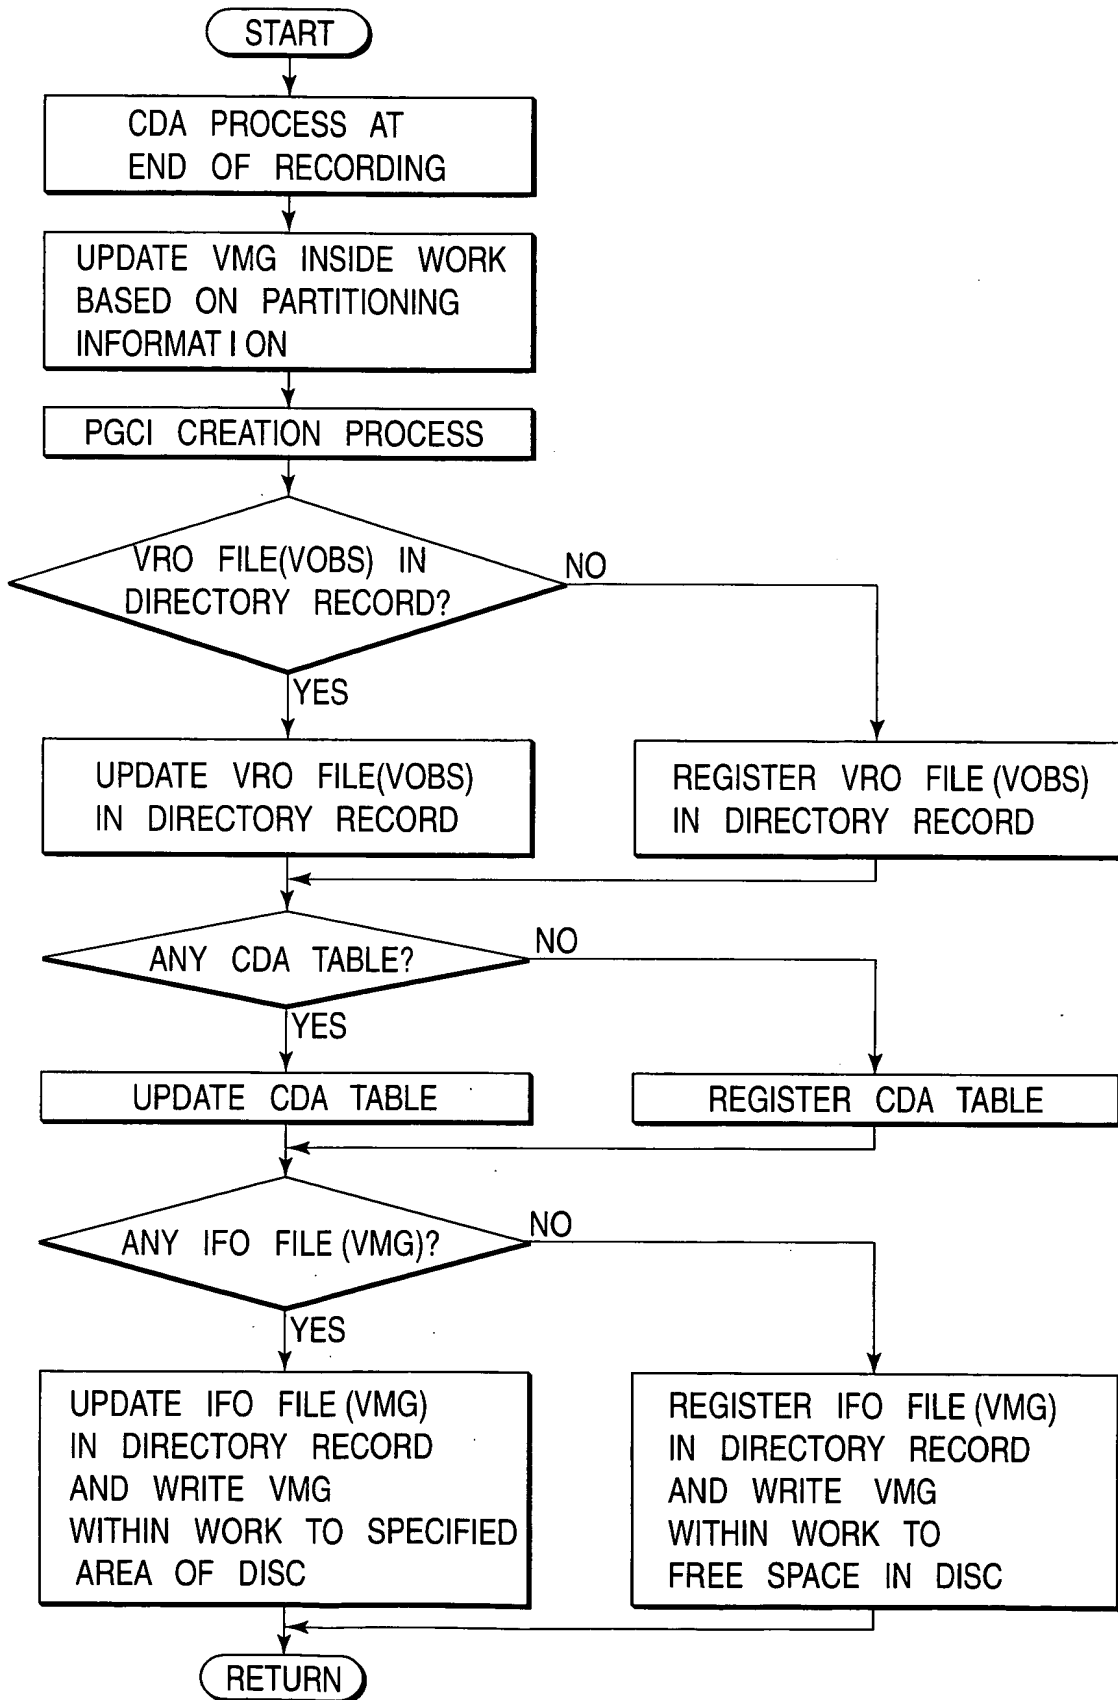 START
CDA PROCESS AT
END OF RECORDING
UPDATE VMG INSIDE WORK
BASED ON PARTITIONING
INFORMATION
PGCI CREATION PROCESS
VRO FILE(VOBS) IN
DIRECTORY RECORD?
NO
YES
UPDATE VRO FILE(VOBS)
IN DIRECTORY RECORD
REGISTER VRO FILE (VOBS)
IN DIRECTORY RECORD
ANY CDA TABLE?
NO
YES
UPDATE CDA TABLE
REGISTER CDA TABLE
ANY IFO FILE (VMG)?
NO
YES
UPDATE IFO FILE (VMG)
IN DIRECTORY RECORD
AND WRITE VMG
WITHIN WORK TO SPECIFIED
AREA OF DISC
REGISTER IFO FILE (VMG)
IN DIRECTORY RECORD
AND WRITE VMG
WITHIN WORK TO
FREE SPACE IN DISC
RETURN